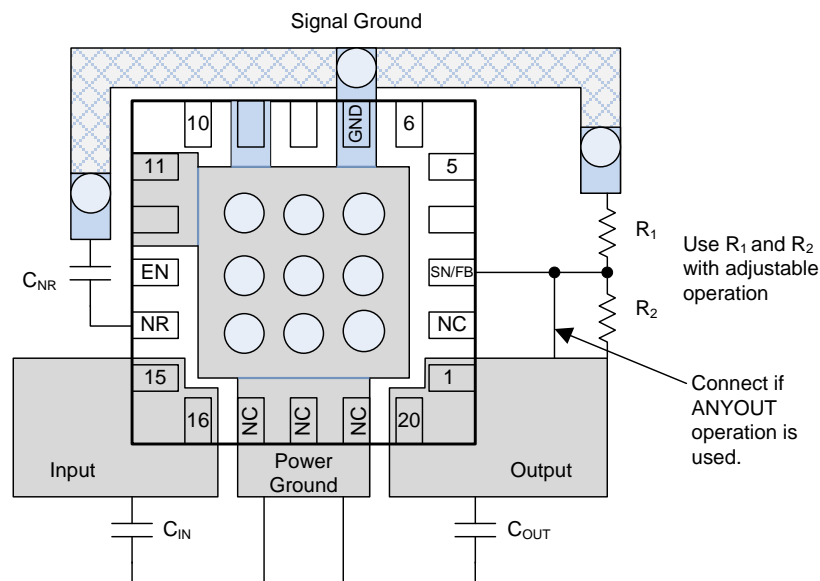 Signal Ground
10
GND
6
11
5
R1
EN
SN/FB
Use R1 and R2
with adjustable
operation
CNR
NR
NC
R2
15
1
16
NC
NC
NC
20
Connect if
ANYOUT
operation is
used.
Input
Power
Ground
Output
CIN
COUT